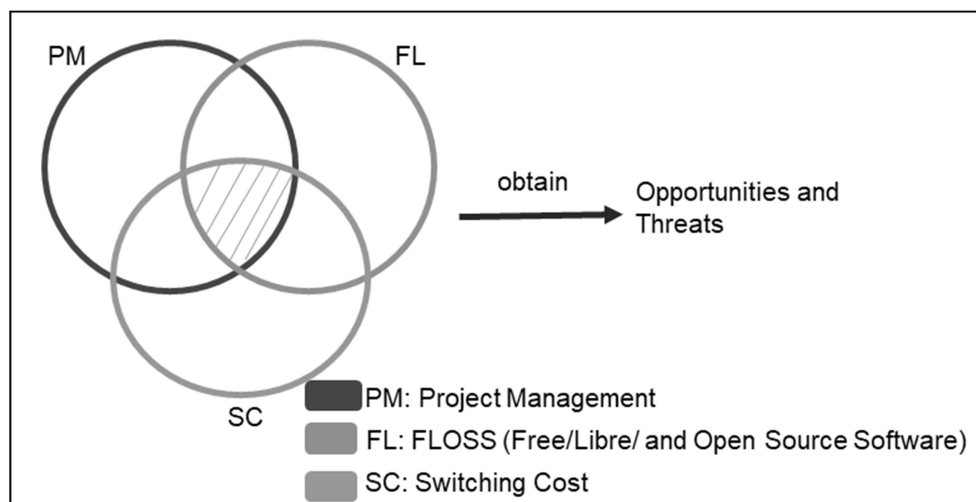 PM
FL
obtain
Opportunities and
Threats
SC
PM: Project Management
FL: FLOSS (Free/Libre/ and Open Source Software)
SC: Switching Cost